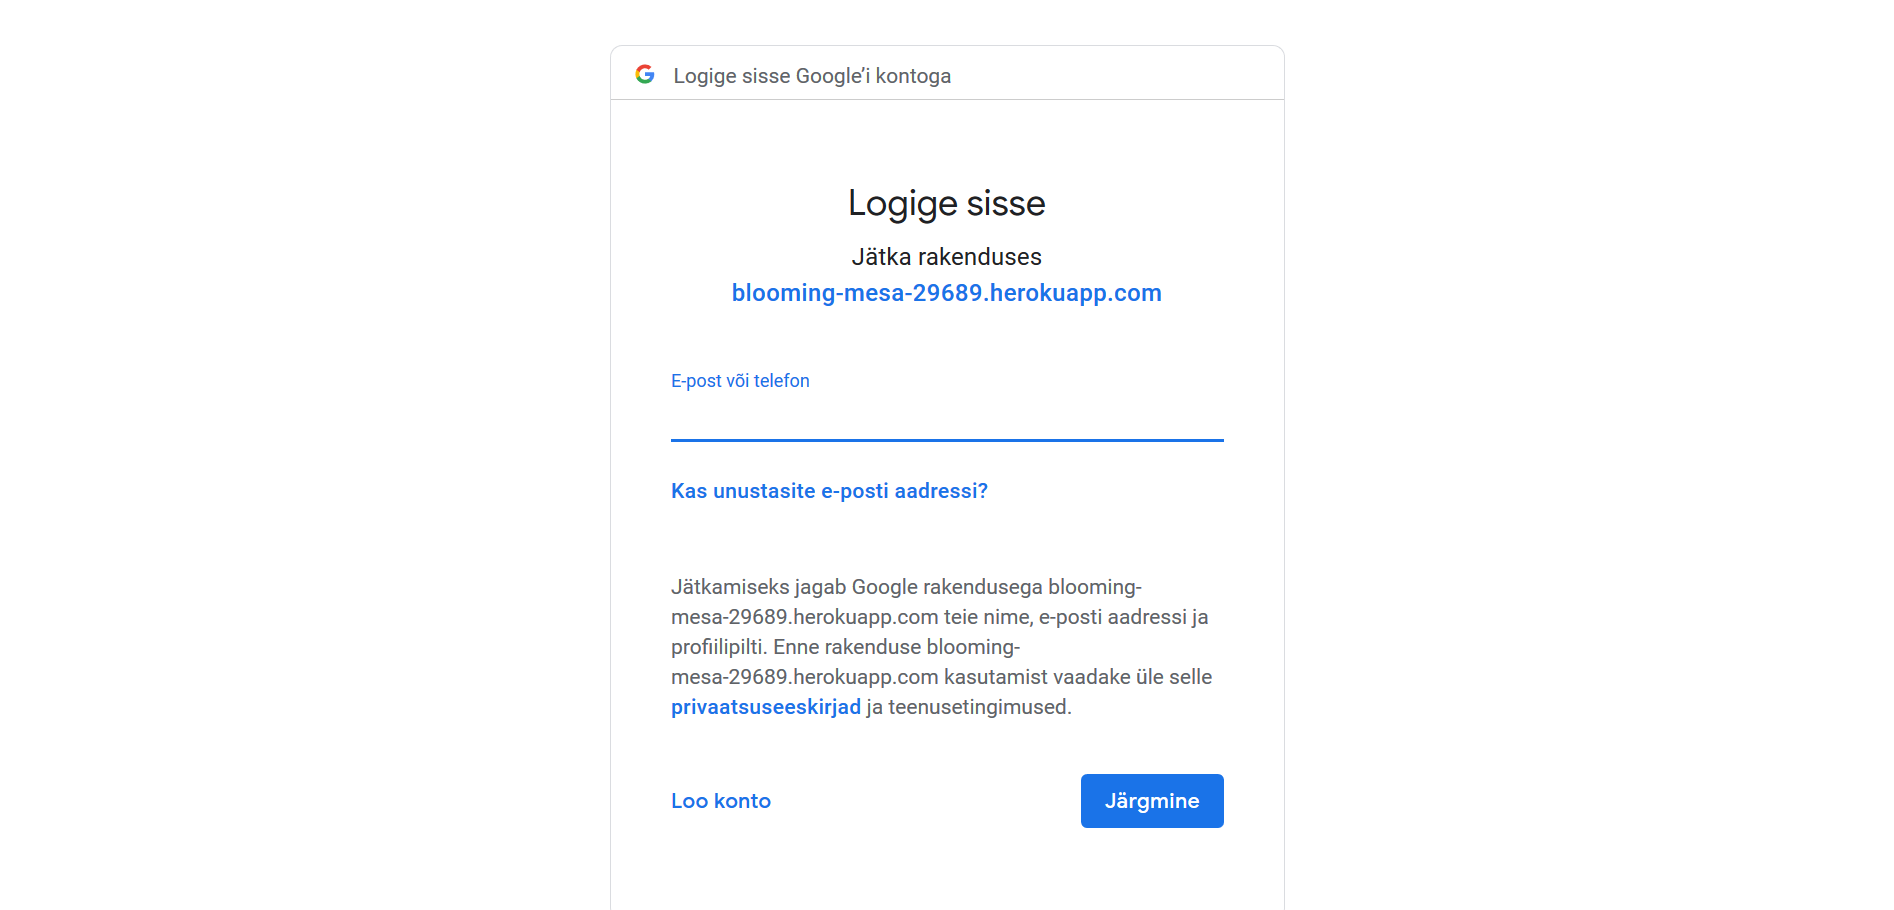 Logige sisse Google’i kontoga
Logige sisse
Jätka rakenduses
blooming-mesa-29689.herokuapp.com
E-post või telefon
Kas unustasite e-posti aadressi?
Jätkamiseks jagab Google rakendusega blooming-
mesa-29689.herokuapp.com teie nime, e-posti aadressi ja
profiilipilti. Enne rakenduse blooming-
mesa-29689.herokuapp.com kasutamist vaadake üle selle
privaatsuseeskirjad ja teenusetingimused.
Loo konto
Järgmine